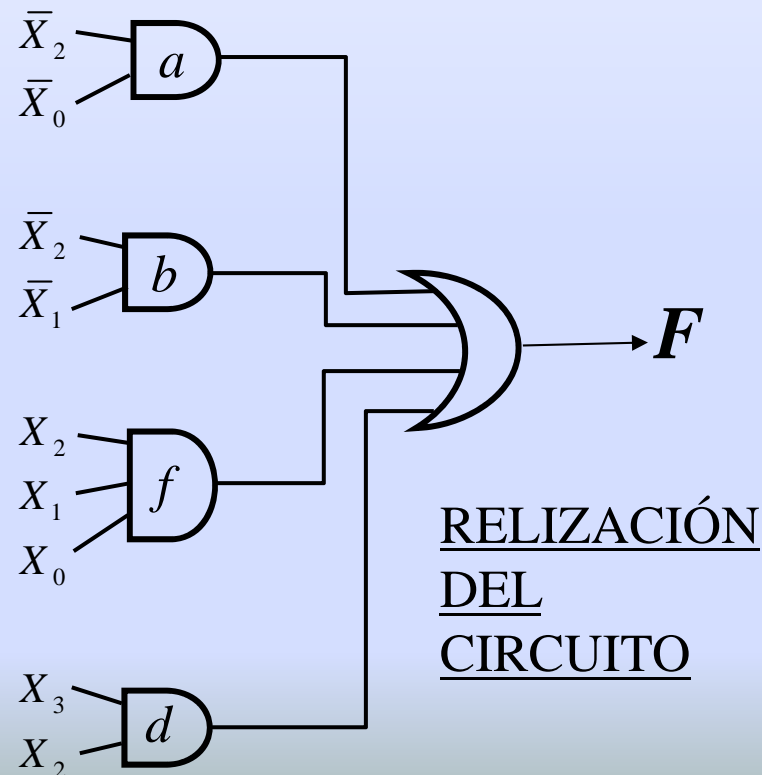 X̅₂
a
X̅₀
X̅₂
b
X̅₁
F
X₂
X₁
f
X₀
RELIZACIÓN
DEL
CIRCUITO
X₃
d
X₂